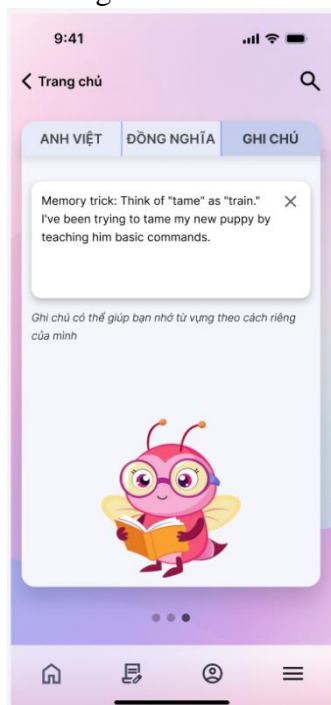 9:41
Trang chủ
ANH VIỆT ĐỒNG NGHĨA GHI CHÚ
Memory trick: Think of "tame" as "train."
I've been trying to tame my new puppy by
teaching him basic commands.
Ghi chú có thể giúp bạn nhớ từ vựng theo cách riêng
của mình